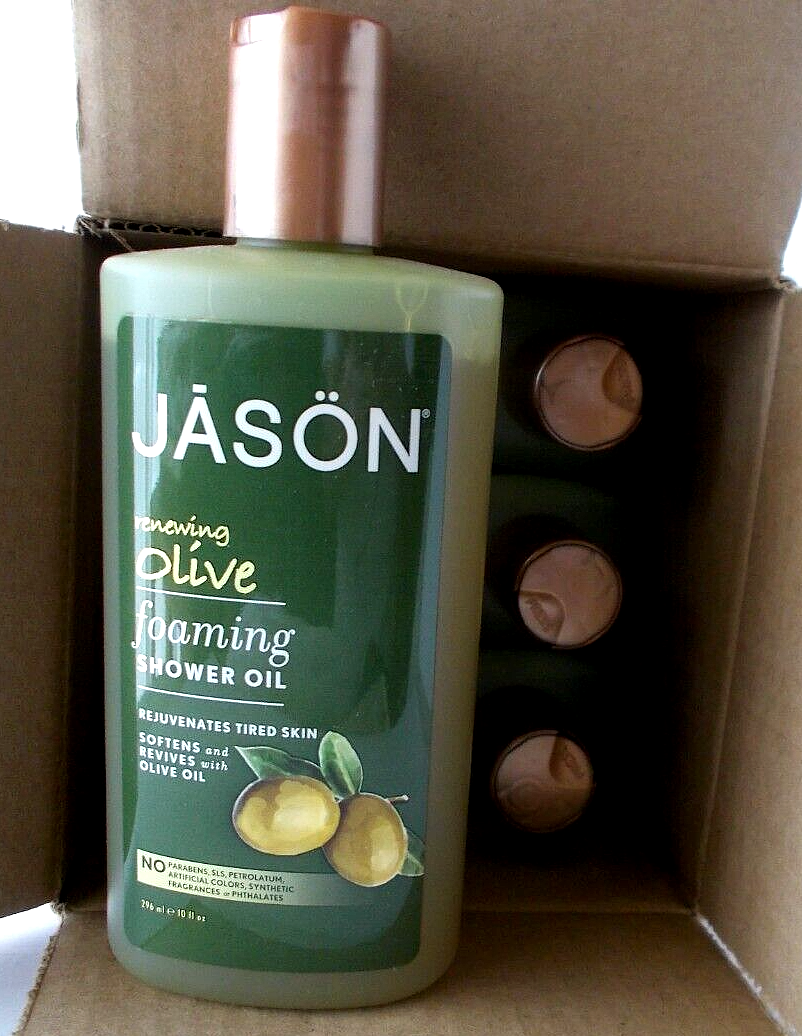 JĀSÖN®
renewing
olive
foaming
SHOWER OIL
REJUVENATES TIRED SKIN
SOFTENS and
REVIVES with
OLIVE OIL
NO PARABENS, SLS, PETROLATUM,
ARTIFICIAL COLORS, SYNTHETIC
FRAGRANCES or PHTHALATES
296 ml ℮ 10 fl oz